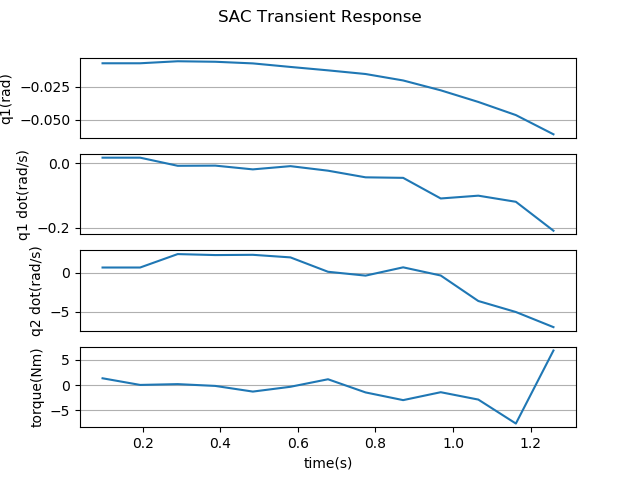 SAC Transient Response
q1(rad)
−0.025
−0.050
q1 dot(rad/s)
0.0
−0.2
q2 dot(rad/s)
0
−5
torque(Nm)
5
0
−5
0.2 0.4 0.6 0.8 1.0 1.2
time(s)